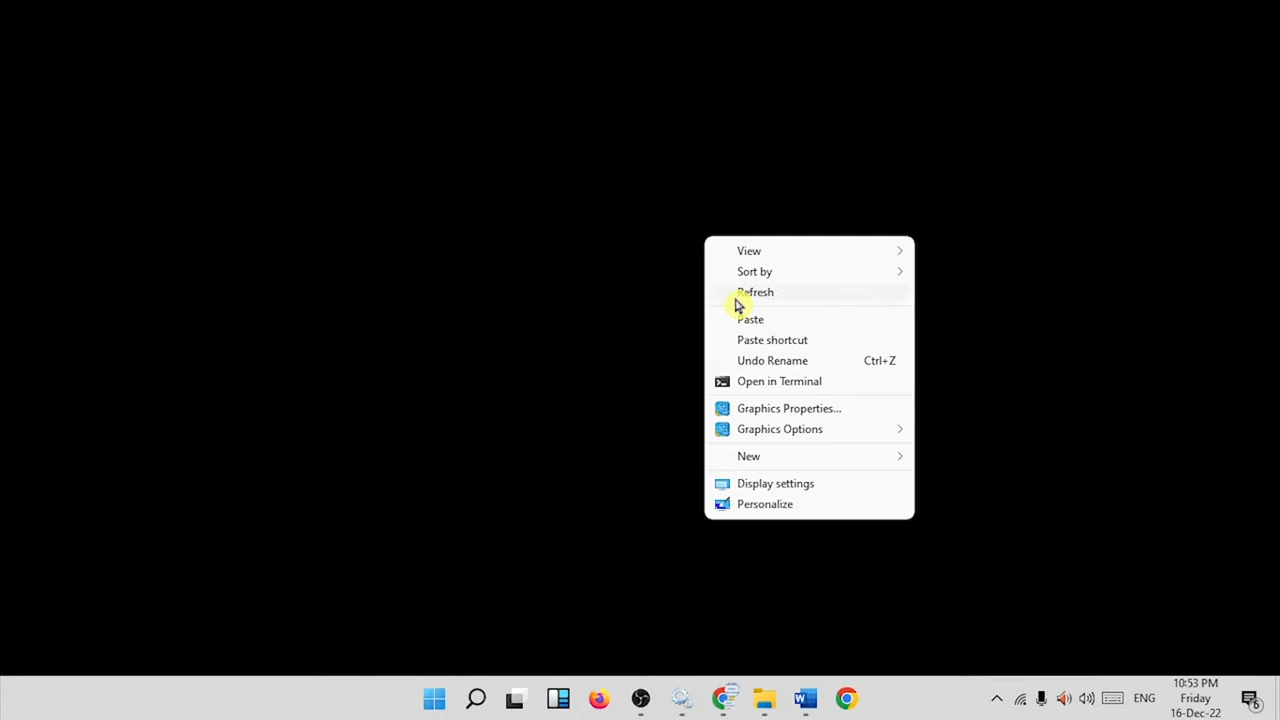 View
Sort by
Refresh
Paste
Paste shortcut
Undo Rename Ctrl+Z
Open in Terminal
Graphics Properties...
Graphics Options
New
Display settings
Personalize
ENG
10:53 PM
Friday
16-Dec-22
6